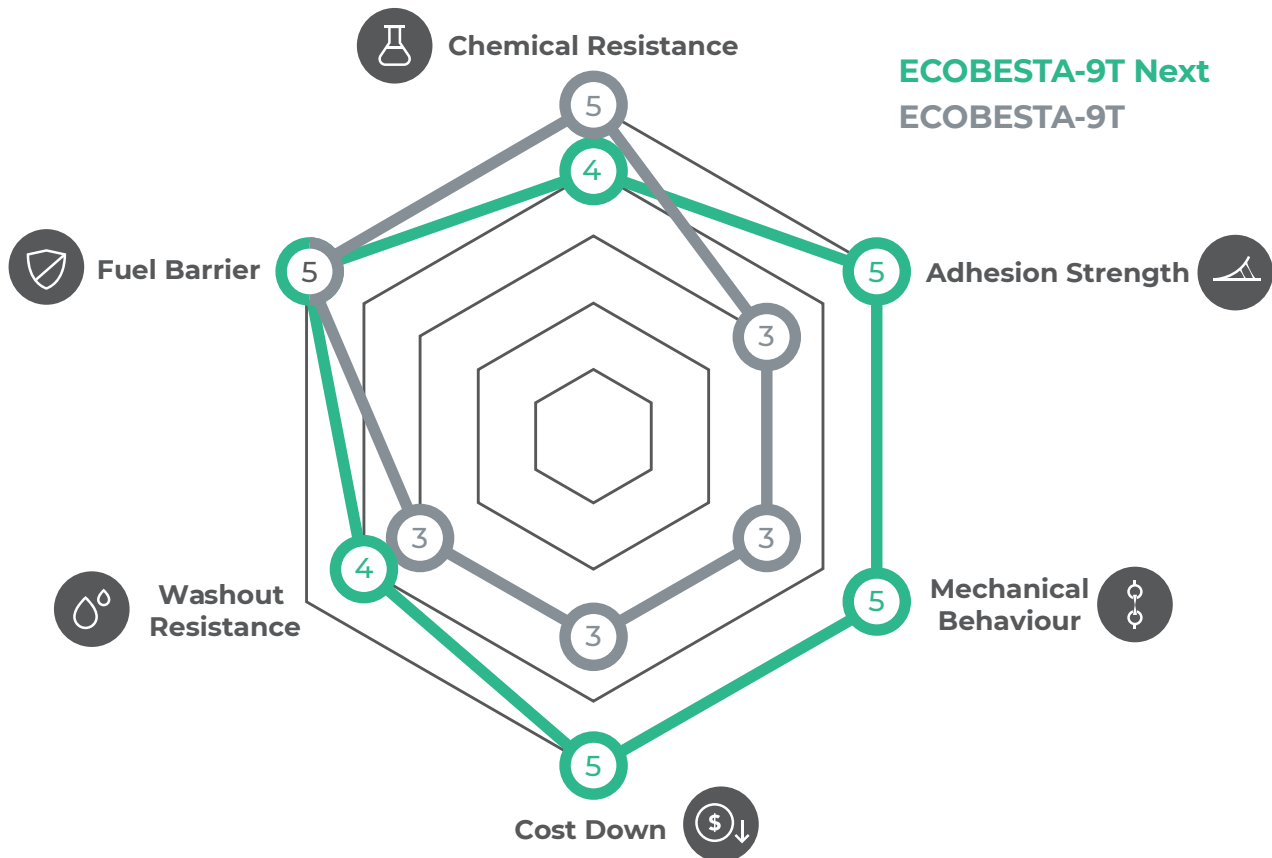 Chemical Resistance
ECOBESTA-9T Next
ECOBESTA-9T
5
4
Fuel Barrier
5
5
Adhesion Strength
3
3
3
4
Washout
Resistance
5
Mechanical
Behaviour
3
5
Cost Down
$